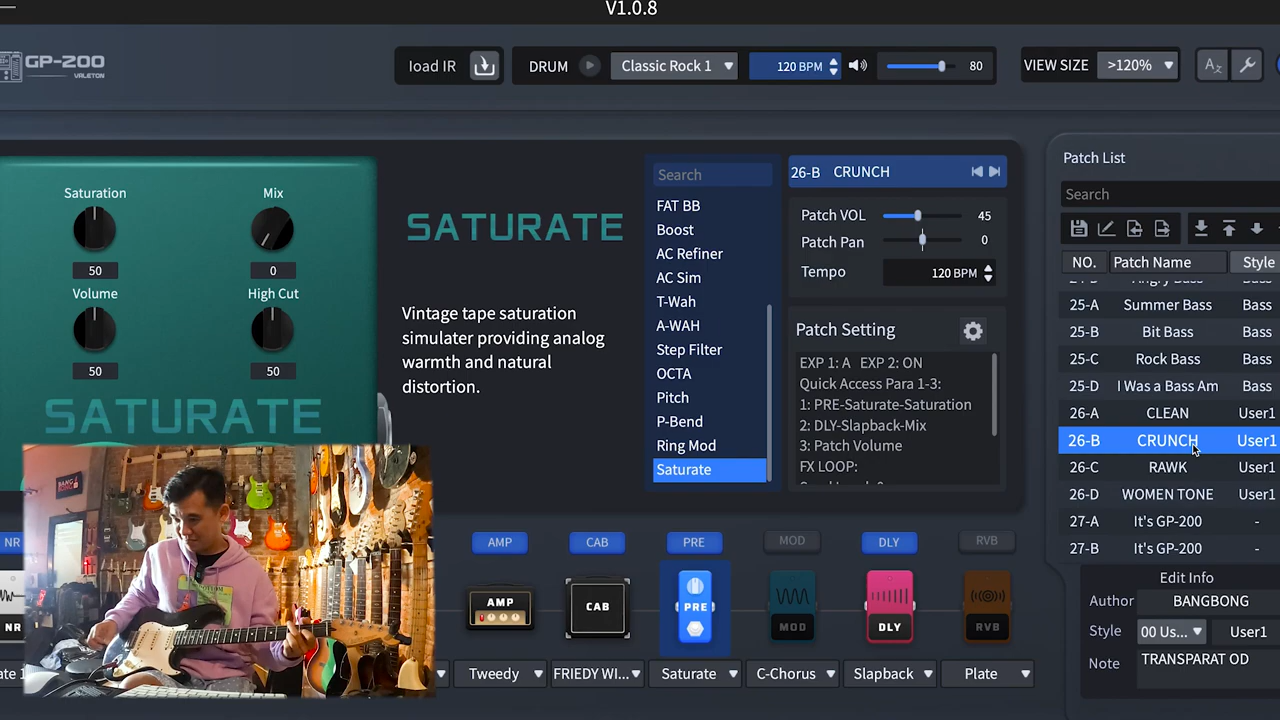 V1.0.8
GP-200
VALETON
load IR
DRUM
Classic Rock 1
120 BPM
80
VIEW SIZE
>120%
Saturation
Mix
50
0
Volume
High Cut
50
50
SATURATE
SATURATE
Vintage tape saturation
simulater providing analog
warmth and natural
distortion.
Search
FAT BB
Boost
AC Refiner
AC Sim
T-Wah
A-WAH
Step Filter
OCTA
Pitch
P-Bend
Ring Mod
Saturate
26-B CRUNCH
Patch VOL 45
Patch Pan 0
Tempo 120 BPM
Patch Setting
EXP 1: A EXP 2: ON
Quick Access Para 1-3:
1: PRE-Saturate-Saturation
2: DLY-Slapback-Mix
3: Patch Volume
FX LOOP:
Patch List
Search
NO. Patch Name Style
Angry Bass Bass
25-A Summer Bass Bass
25-B Bit Bass Bass
25-C Rock Bass Bass
25-D I Was a Bass Am Bass
26-A CLEAN User1
26-B CRUNCH User1
26-C RAWK User1
26-D WOMEN TONE User1
27-A It's GP-200 -
27-B It's GP-200 -
Edit Info
Author BANGBONG
Style 00 Us... User1
Note TRANSPARAT OD
NR AMP CAB PRE MOD DLY RVB
NR AMP CAB PRE MOD DLY RVB
Tweedy FRIEDY WI... Saturate C-Chorus Slapback Plate